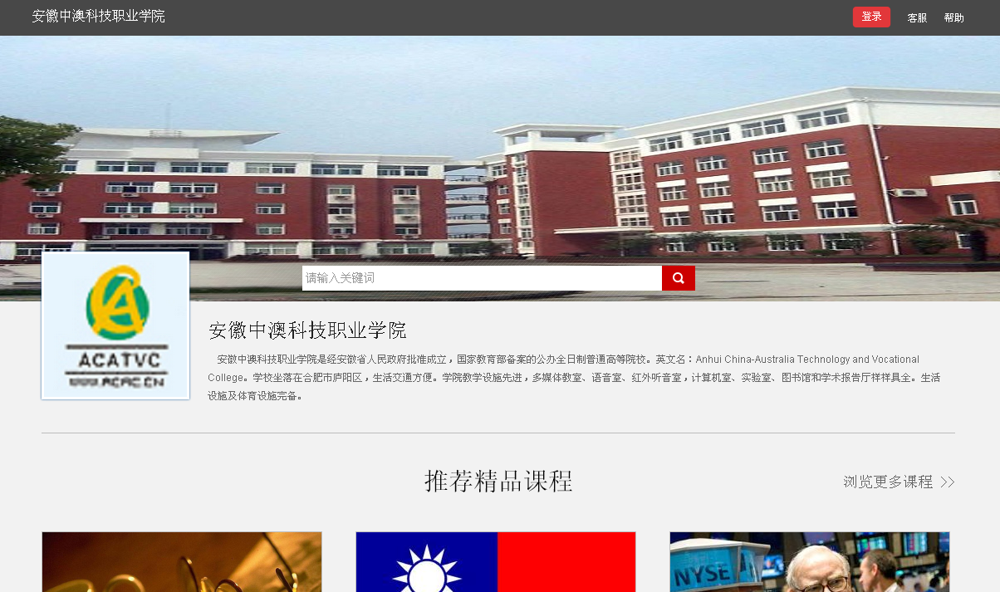 安徽中澳科技职业学院
登录
客服
帮助
请输入关键词
ACATVC
www.ACAC.CN
安徽中澳科技职业学院
安徽中澳科技职业学院是经安徽省人民政府批准成立，国家教育部备案的公办全日制普通高等院校。英文名：Anhui China-Australia Technology and Vocational
College。学校坐落在合肥市庐阳区，生活交通方便。学院教学设施先进，多媒体教室、语音室、红外听音室，计算机室、实验室、图书馆和学术报告厅样样具全。生活
设施及体育设施完备。
推荐精品课程
浏览更多课程 >>
NYSE